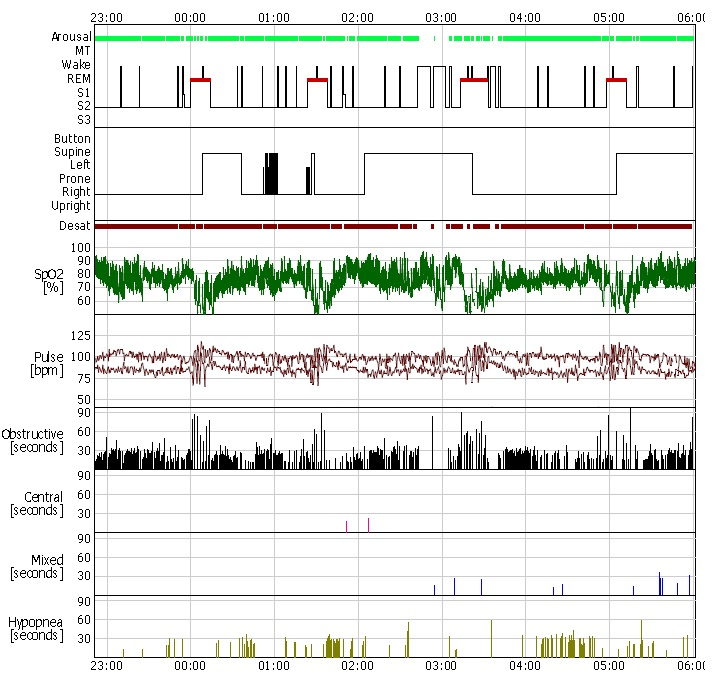 23:00 00:00 01:00 02:00 03:00 04:00 05:00 06:00
Arousal
MT
Wake
REM
S1
S2
S3
Button
Supine
Left
Prone
Right
Upright
Desat
100
90
SpO2 80
[%] 70
60
125
Pulse 100
[bpm] 75
50
90
Obstructive 60
[seconds] 30
90
Central 60
[seconds] 30
90
Mixed 60
[seconds] 30
90
Hypopnea 60
[seconds] 30
23:00 00:00 01:00 02:00 03:00 04:00 05:00 06:00